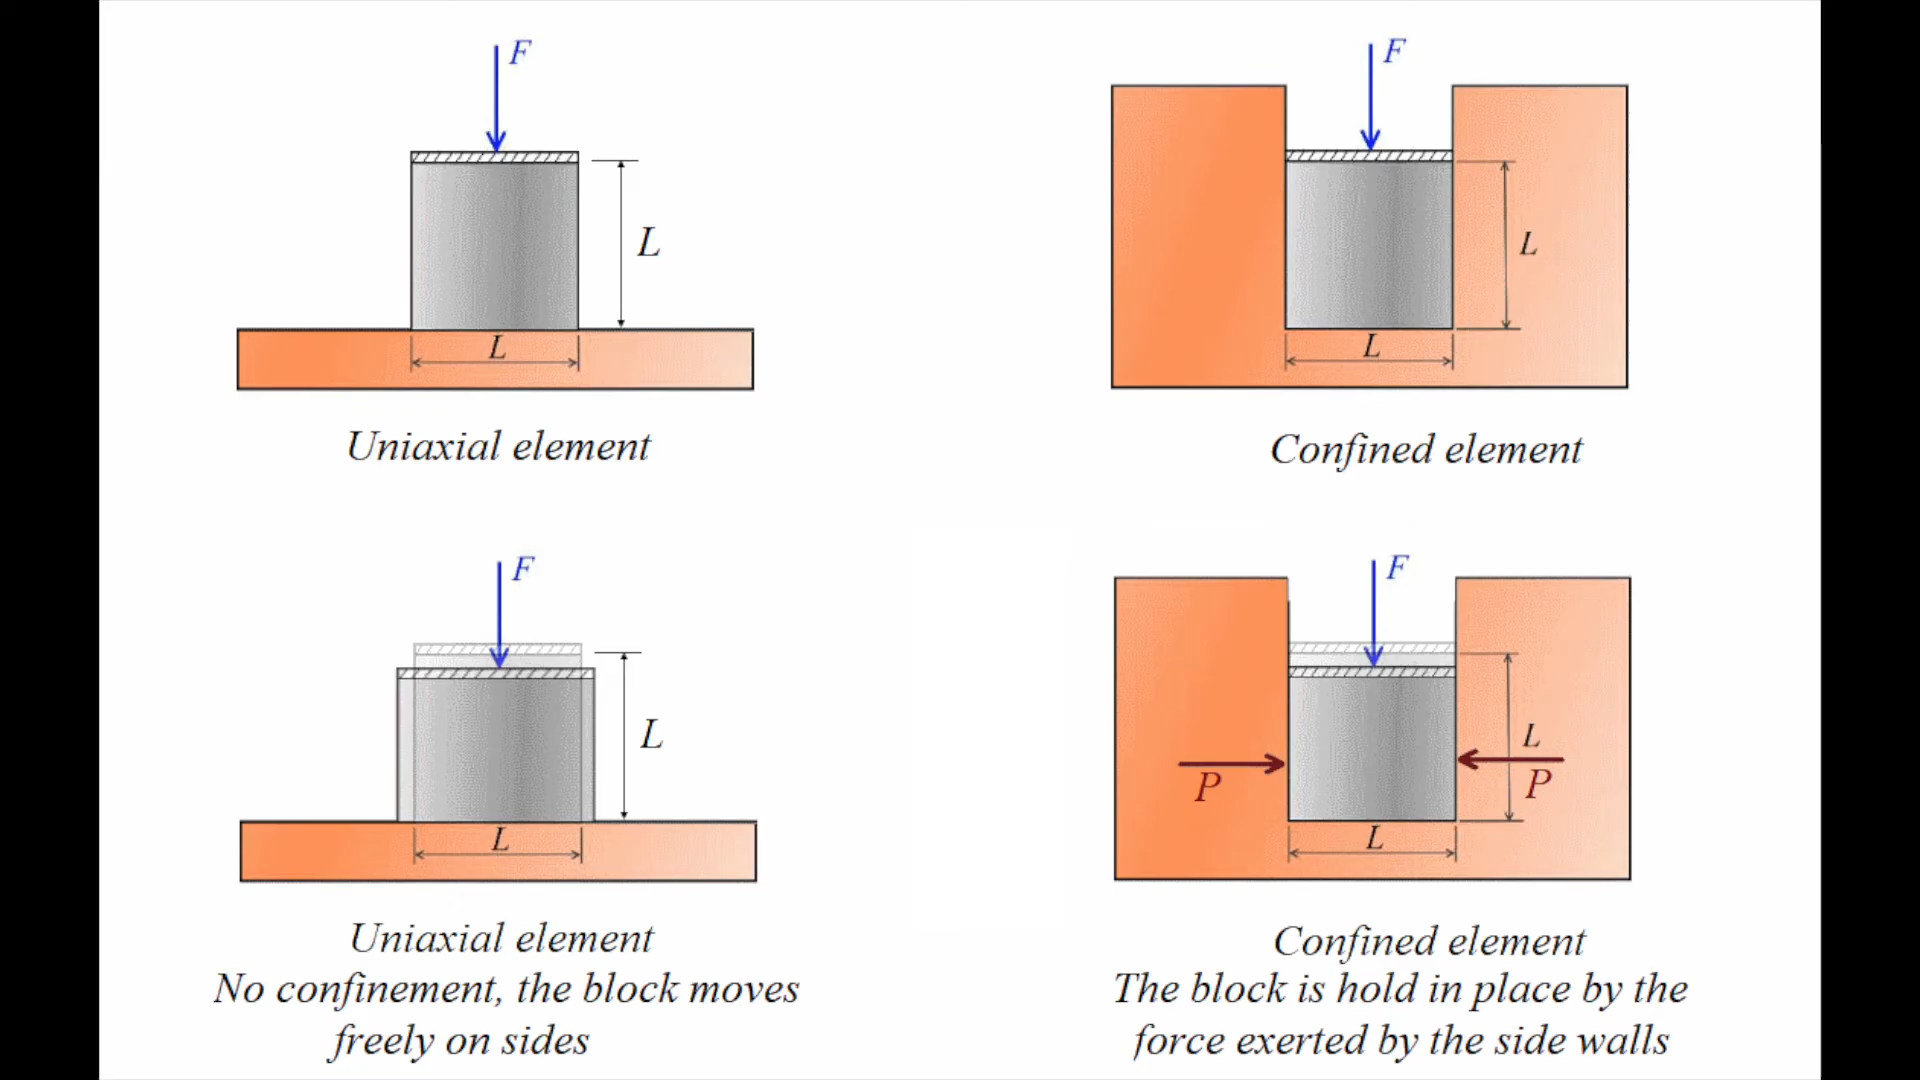 F
F
L
L
L
L
Uniaxial element
Confined element
F
F
L
L
P
P
L
L
Uniaxial element
No confinement, the block moves
freely on sides
Confined element
The block is hold in place by the
force exerted by the side walls